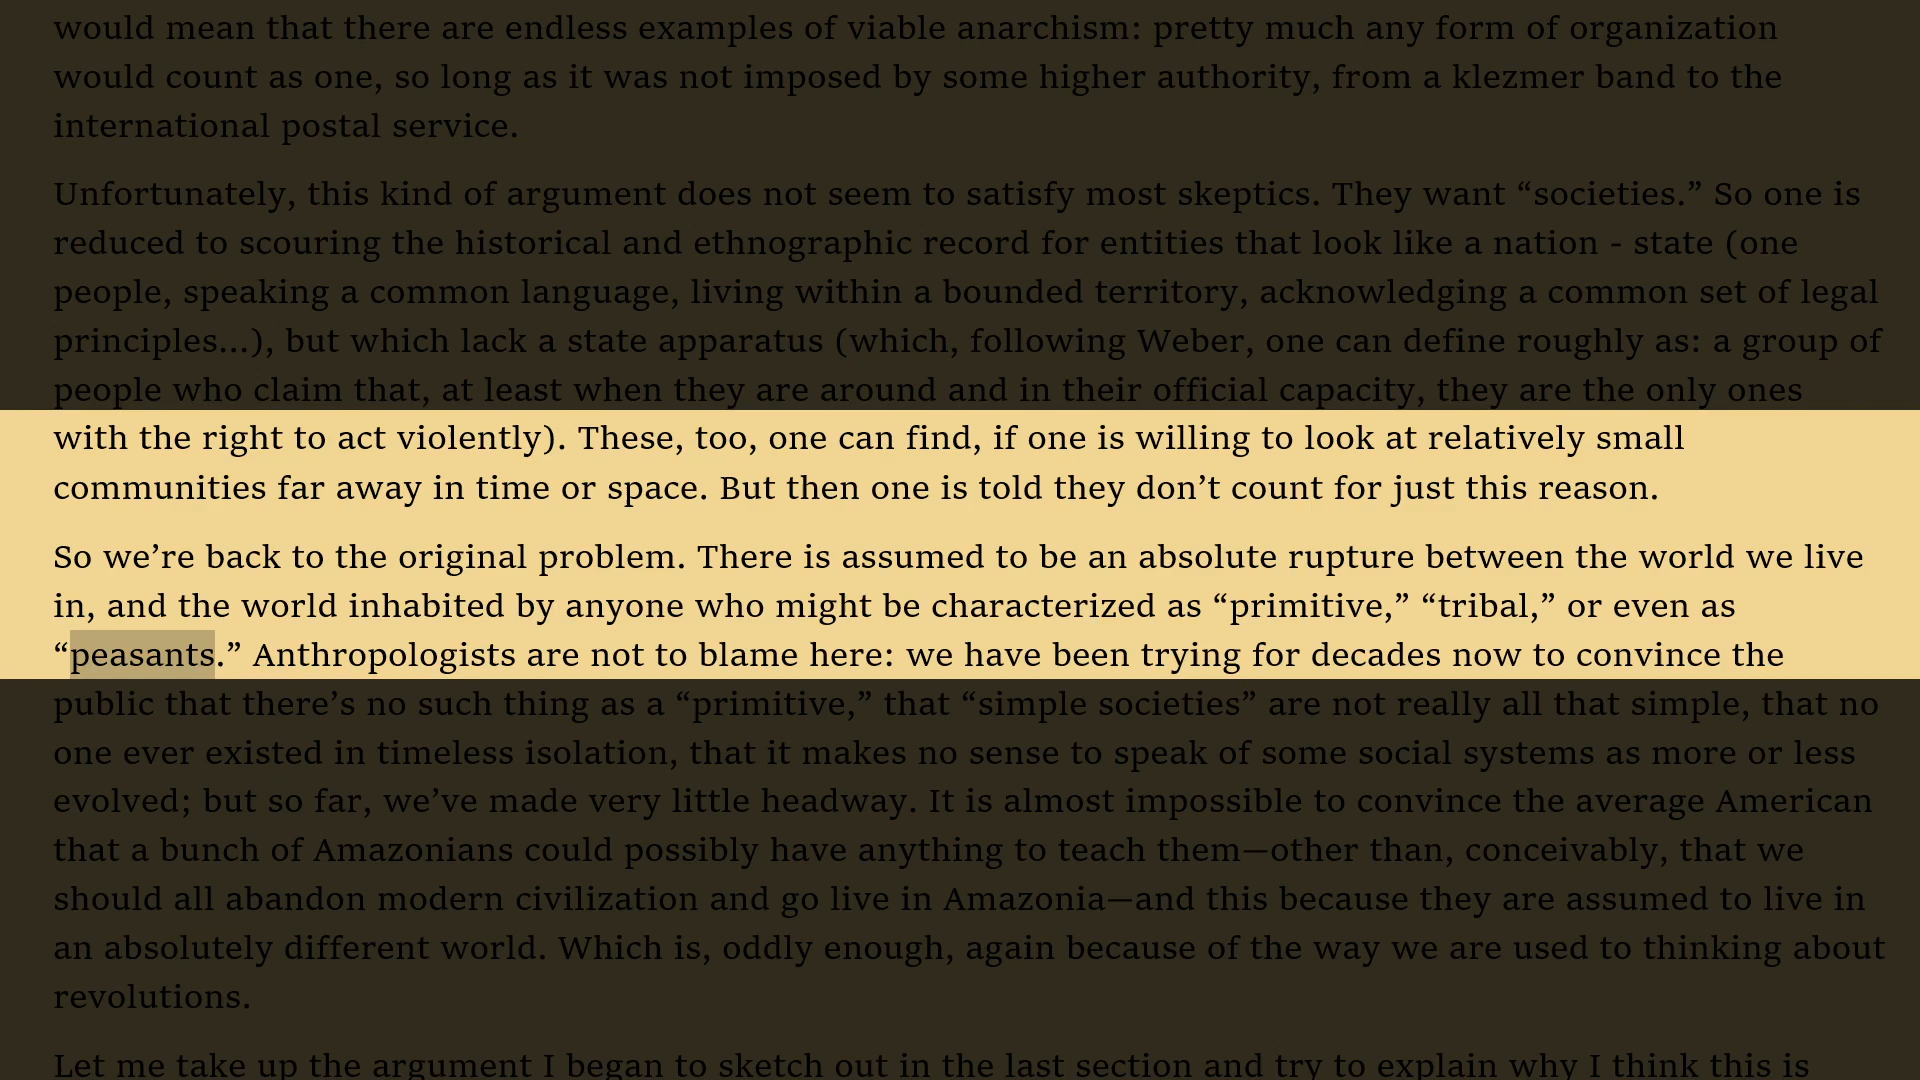 would mean that there are endless examples of viable anarchism: pretty much any form of organization
would count as one, so long as it was not imposed by some higher authority, from a klezmer band to the
international postal service.
Unfortunately, this kind of argument does not seem to satisfy most skeptics. They want “societies.” So one is
reduced to scouring the historical and ethnographic record for entities that look like a nation - state (one
people, speaking a common language, living within a bounded territory, acknowledging a common set of legal
principles...), but which lack a state apparatus (which, following Weber, one can define roughly as: a group of
people who claim that, at least when they are around and in their official capacity, they are the only ones
with the right to act violently). These, too, one can find, if one is willing to look at relatively small
communities far away in time or space. But then one is told they don’t count for just this reason.
So we’re back to the original problem. There is assumed to be an absolute rupture between the world we live
in, and the world inhabited by anyone who might be characterized as “primitive,” “tribal,” or even as
“peasants.” Anthropologists are not to blame here: we have been trying for decades now to convince the
public that there’s no such thing as a “primitive,” that “simple societies” are not really all that simple, that no
one ever existed in timeless isolation, that it makes no sense to speak of some social systems as more or less
evolved; but so far, we’ve made very little headway. It is almost impossible to convince the average American
that a bunch of Amazonians could possibly have anything to teach them—other than, conceivably, that we
should all abandon modern civilization and go live in Amazonia—and this because they are assumed to live in
an absolutely different world. Which is, oddly enough, again because of the way we are used to thinking about
revolutions.
Let me take up the argument I began to sketch out in the last section and try to explain why I think this is